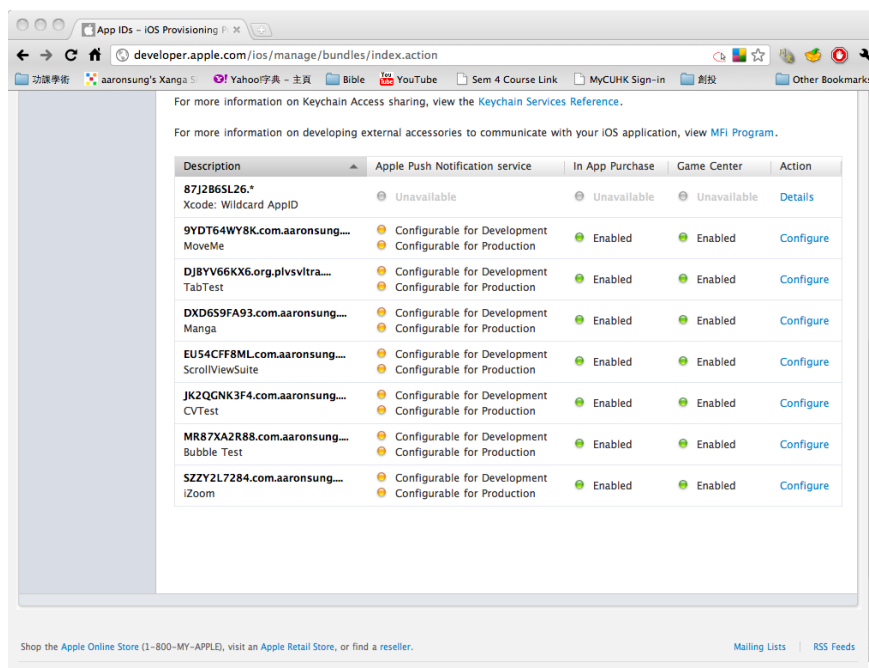 App IDs – iOS Provisioning P
developer.apple.com/ios/manage/bundles/index.action
功課學術 aaronsung's Xanga S Yahoo!字典 – 主頁 Bible YouTube Sem 4 Course Link MyCUHK Sign-in 創投 Other Bookmarks
For more information on Keychain Access sharing, view the Keychain Services Reference.
For more information on developing external accessories to communicate with your iOS application, view MFi Program.
Description Apple Push Notification service In App Purchase Game Center Action
87J2B6SL26.*
Xcode: Wildcard AppID
Unavailable Unavailable Unavailable Details
9YDT64WY8K.com.aaronsung....
MoveMe
Configurable for Development
Configurable for Production
Enabled Enabled Configure
DJBYV66KX6.org.plvsvltra....
TabTest
Configurable for Development
Configurable for Production
Enabled Enabled Configure
DXD6S9FA93.com.aaronsung....
Manga
Configurable for Development
Configurable for Production
Enabled Enabled Configure
EU54CFF8ML.com.aaronsung....
ScrollViewSuite
Configurable for Development
Configurable for Production
Enabled Enabled Configure
JK2QGNK3F4.com.aaronsung....
CVTest
Configurable for Development
Configurable for Production
Enabled Enabled Configure
MR87XA2R88.com.aaronsung....
Bubble Test
Configurable for Development
Configurable for Production
Enabled Enabled Configure
SZZY2L7284.com.aaronsung....
iZoom
Configurable for Development
Configurable for Production
Enabled Enabled Configure
Shop the Apple Online Store (1-800-MY-APPLE), visit an Apple Retail Store, or find a reseller.
Mailing Lists RSS Feeds